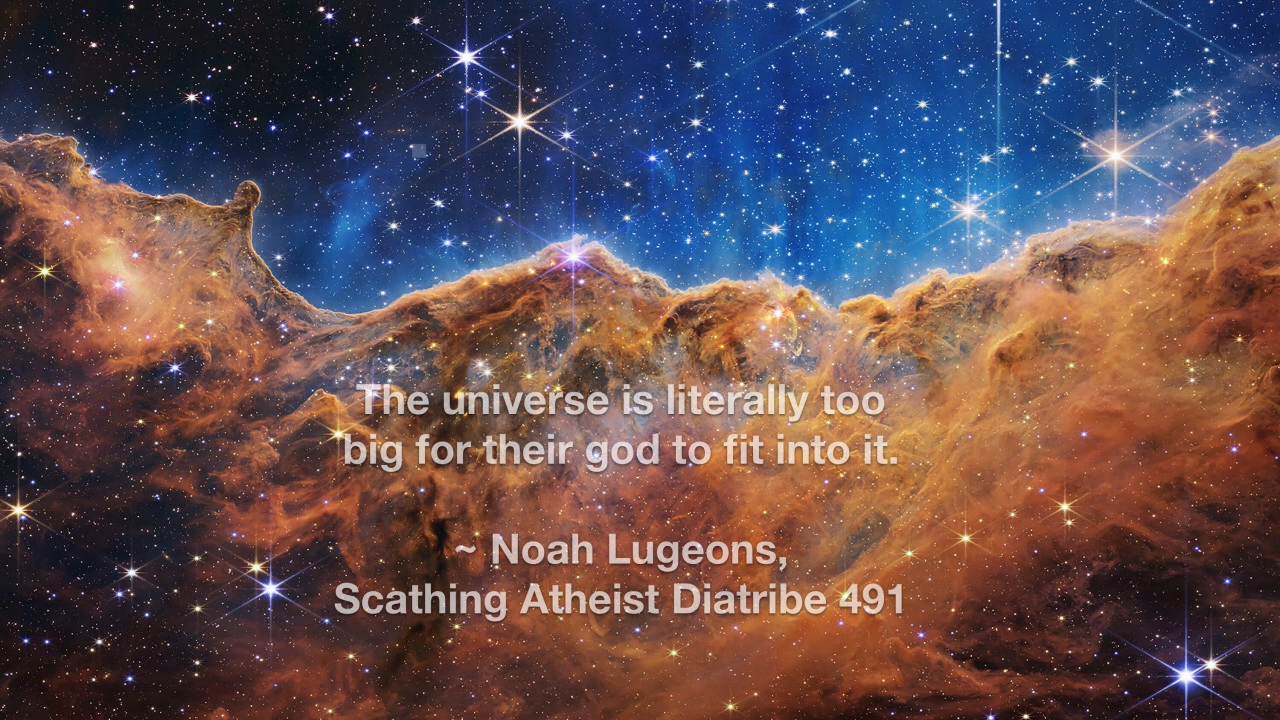 The universe is literally too
big for their god to fit into it.
~ Noah Lugeons,
Scathing Atheist Diatribe 491